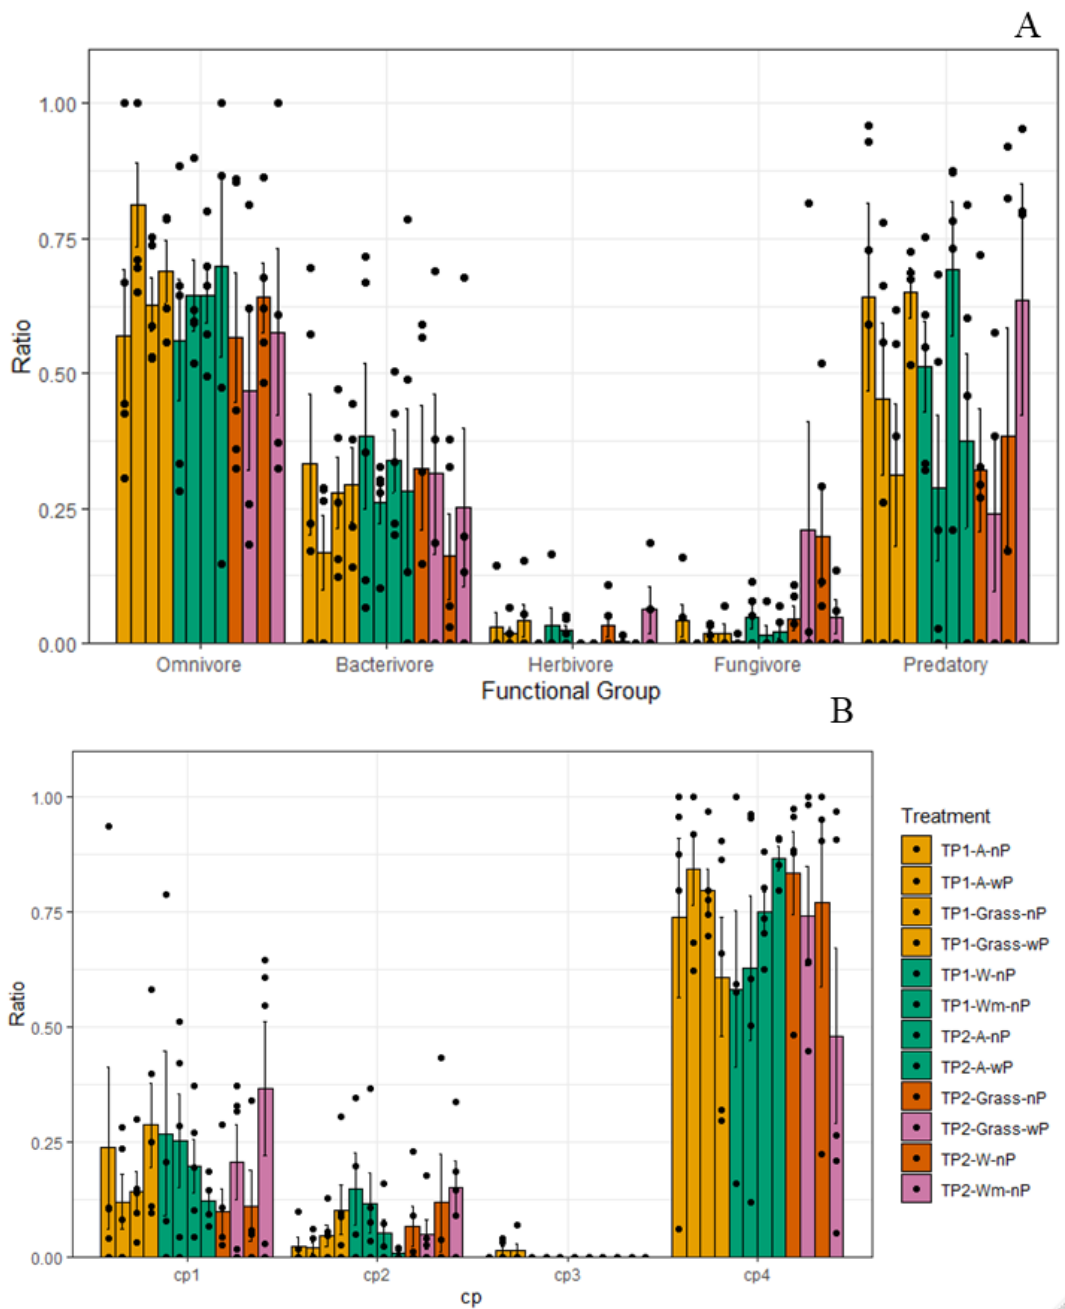 A
1.00
0.75
0.50
0.25
0.00
Ratio
Omnivore Bacterivore Herbivore Fungivore Predatory
Functional Group
B
1.00
0.75
0.50
0.25
0.00
Ratio
cp1 cp2 cp3 cp4
cp
Treatment
TP1-A-nP
TP1-A-wP
TP1-Grass-nP
TP1-Grass-wP
TP1-W-nP
TP1-Wm-nP
TP2-A-nP
TP2-A-wP
TP2-Grass-nP
TP2-Grass-wP
TP2-W-nP
TP2-Wm-nP